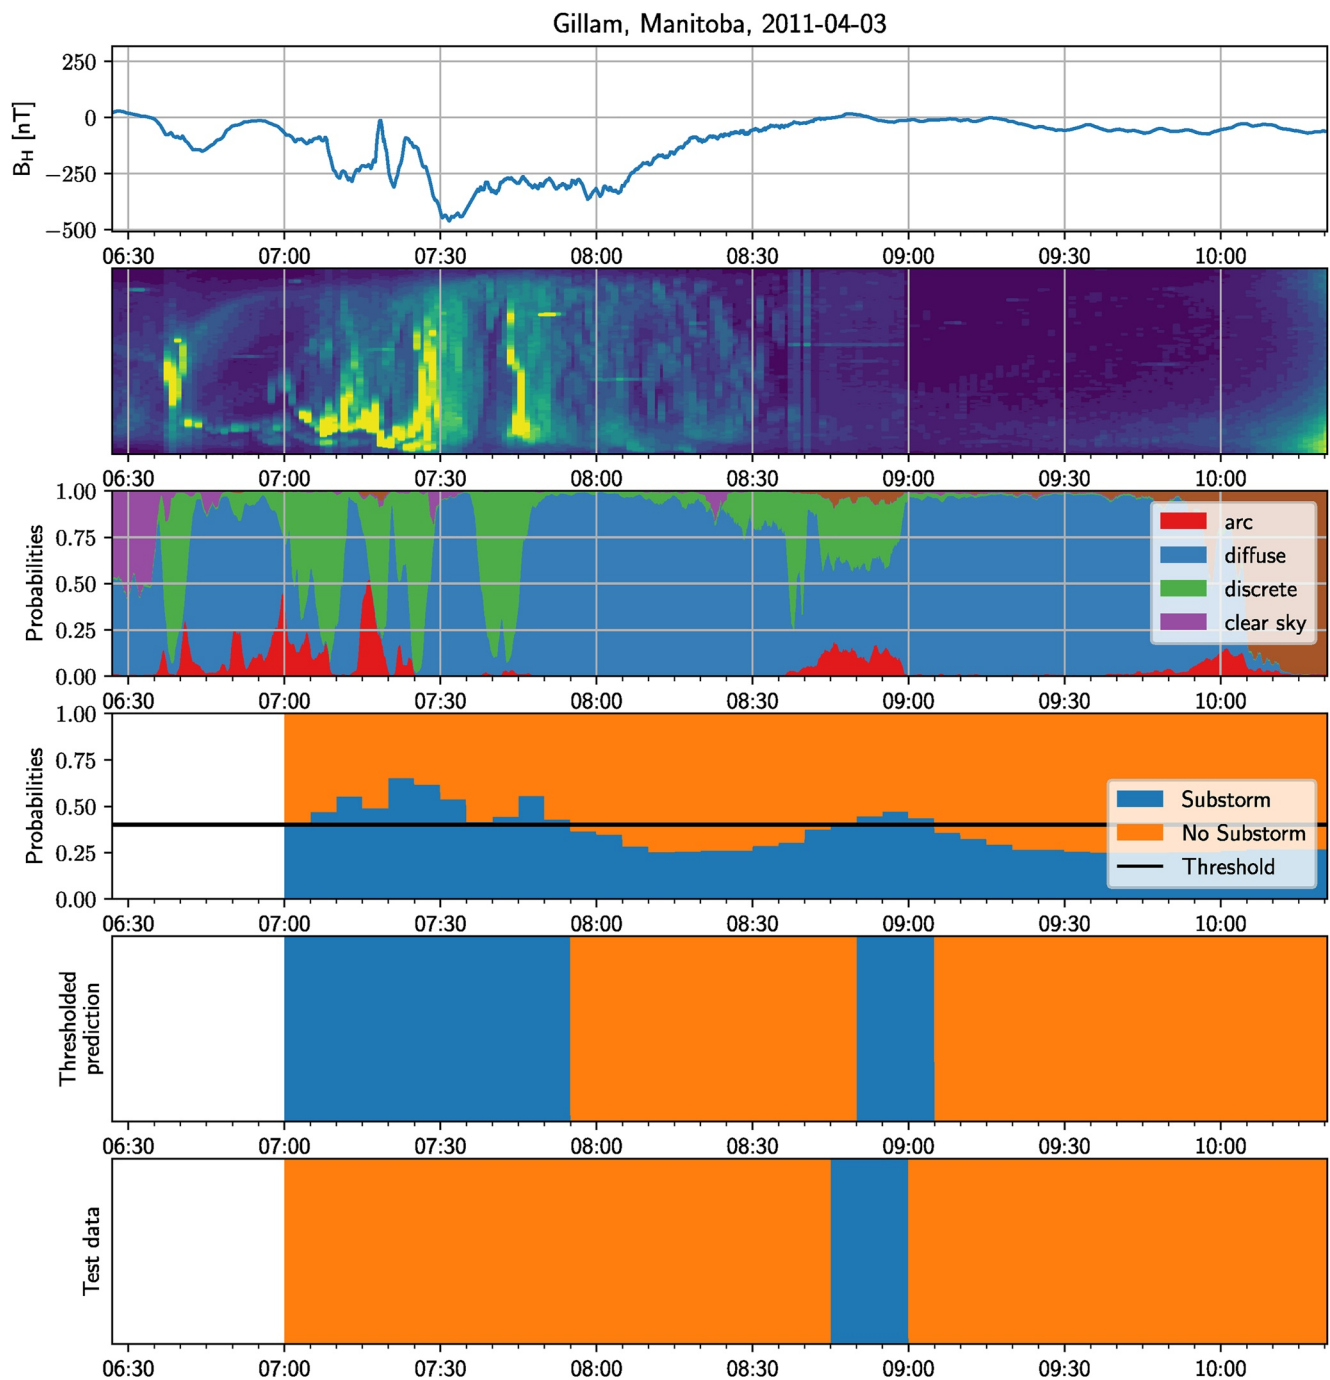 Gillam, Manitoba, 2011-04-03
B_H [nT]
250
0
−250
−500
06:30 07:00 07:30 08:00 08:30 09:00 09:30 10:00
06:30 07:00 07:30 08:00 08:30 09:00 09:30 10:00
Probabilities
1.00
0.75
0.50
0.25
0.00
arc
diffuse
discrete
clear sky
06:30 07:00 07:30 08:00 08:30 09:00 09:30 10:00
Probabilities
1.00
0.75
0.50
0.25
0.00
Substorm
No Substorm
Threshold
06:30 07:00 07:30 08:00 08:30 09:00 09:30 10:00
Thresholded
prediction
06:30 07:00 07:30 08:00 08:30 09:00 09:30 10:00
Test data
06:30 07:00 07:30 08:00 08:30 09:00 09:30 10:00